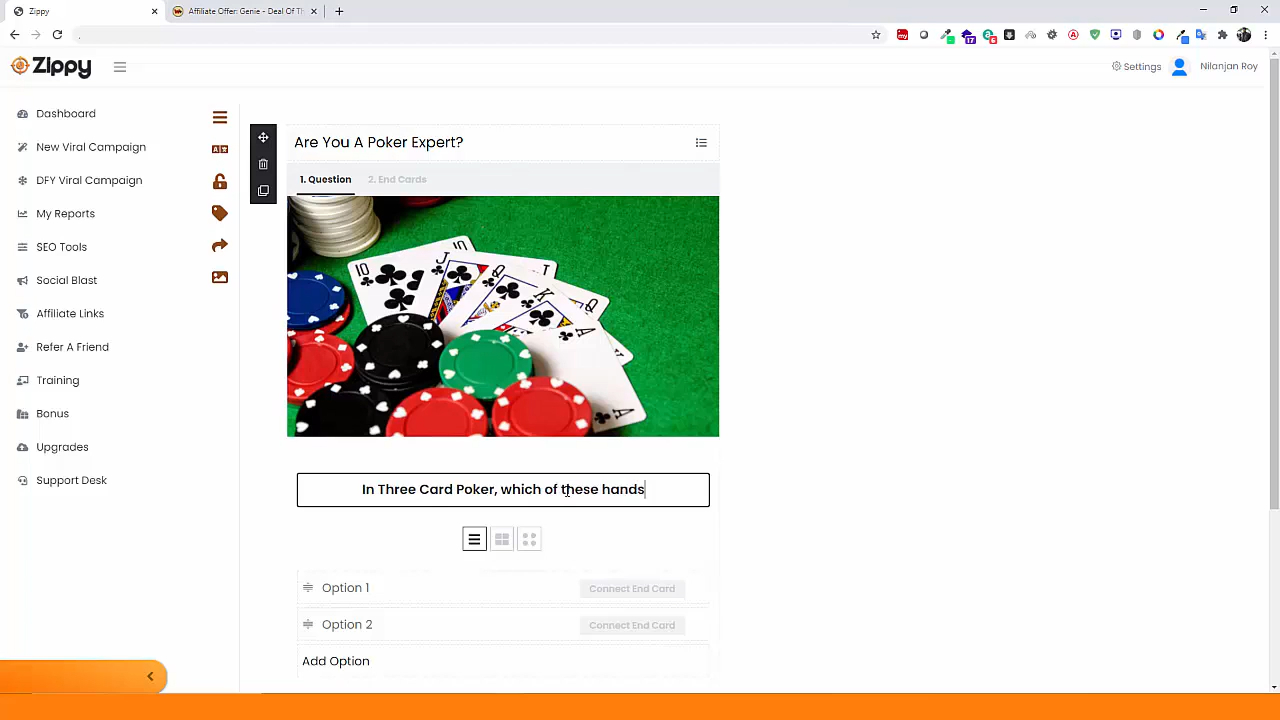 Zippy
Affiliate Offer: Genie - Deal Of Th
Zippy
Settings
Nilanjan Roy
Dashboard
New Viral Campaign
DFY Viral Campaign
My Reports
SEO Tools
Social Blast
Affiliate Links
Refer A Friend
Training
Bonus
Upgrades
Support Desk
Are You A Poker Expert?
1. Question
2. End Cards
In Three Card Poker, which of these hands
Option 1
Connect End Card
Option 2
Connect End Card
Add Option